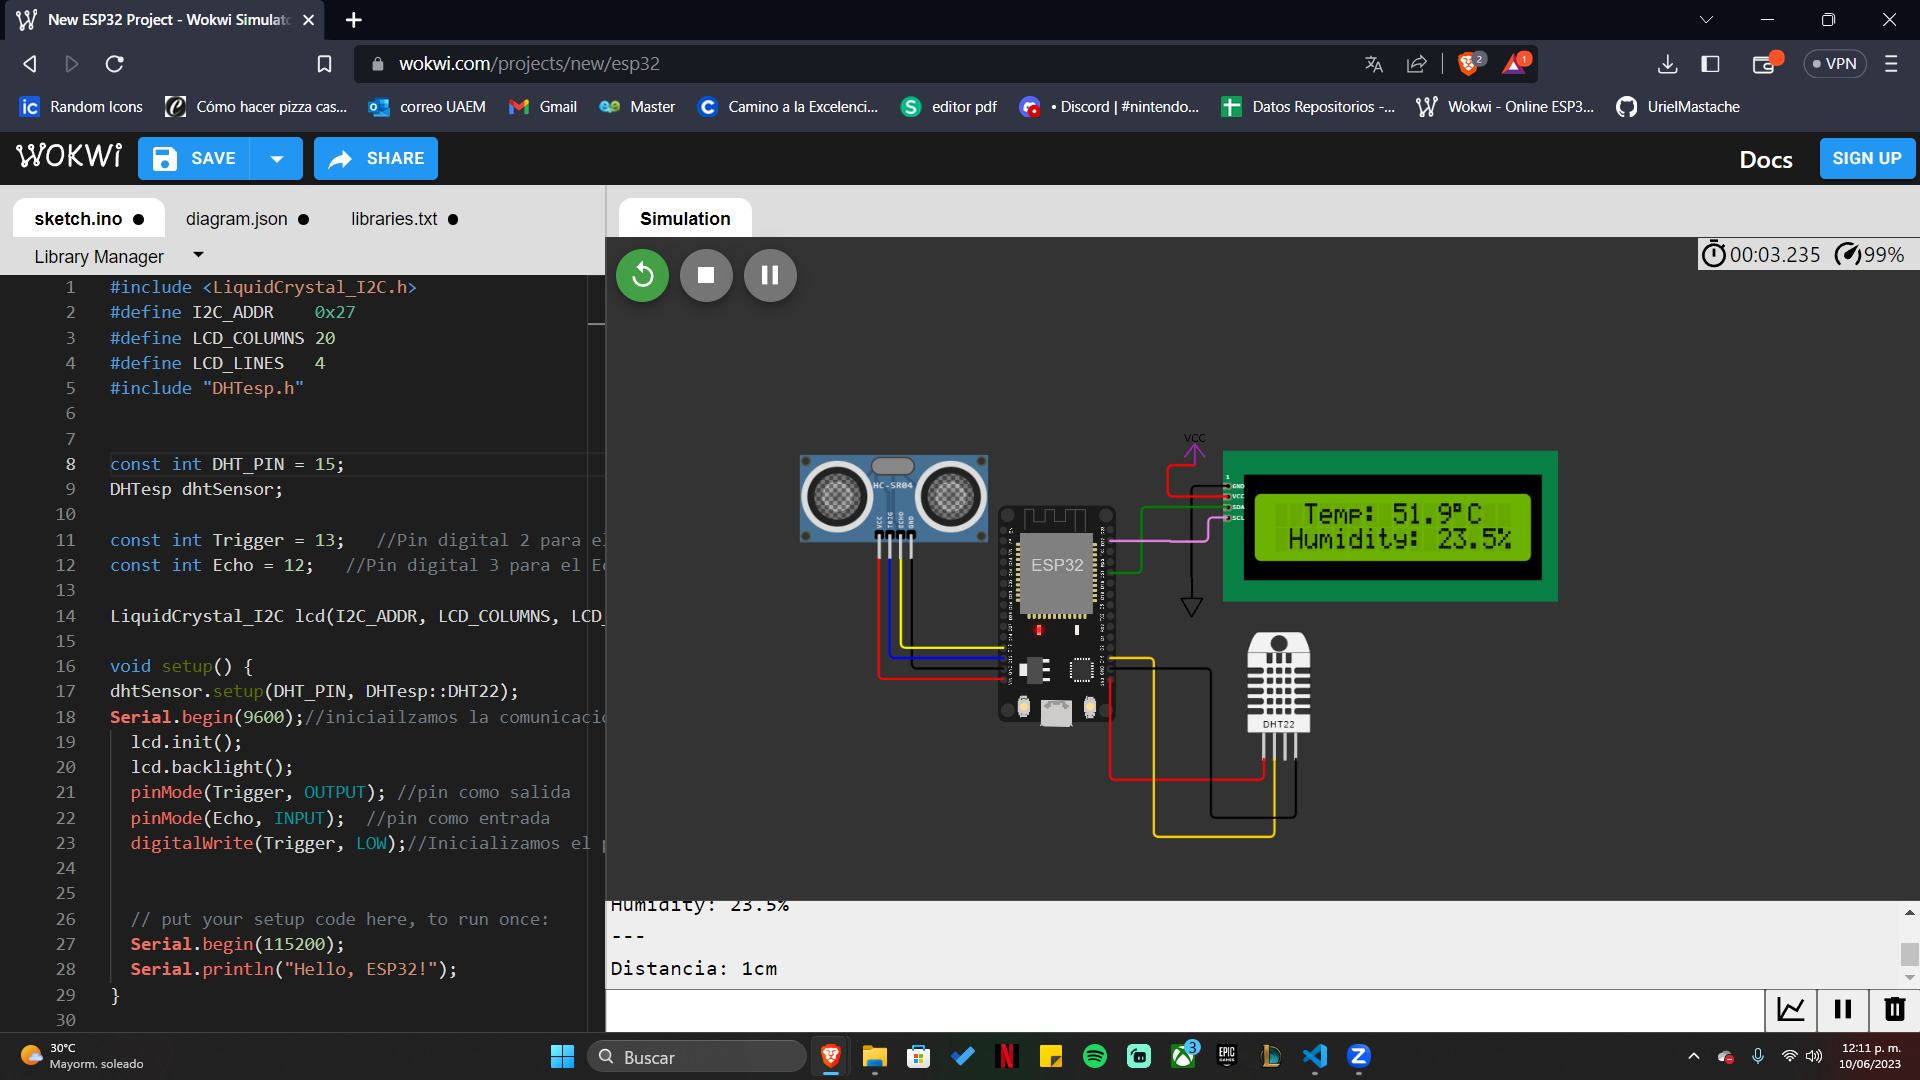 New ESP32 Project - Wokwi Simulat
wokwi.com/projects/new/esp32
2
1
VPN
Random Icons
Cómo hacer pizza cas...
correo UAEM
Gmail
Master
Camino a la Excelenci...
editor pdf
• Discord | #nintendo...
Datos Repositorios -...
Wokwi - Online ESP3...
UrielMastache
WOKWI
SAVE
SHARE
Docs
SIGN UP
sketch.ino ●
diagram.json ●
libraries.txt ●
Library Manager
Simulation
00:03.235
99%
1 #include <LiquidCrystal_I2C.h>
2 #define I2C_ADDR    0x27
3 #define LCD_COLUMNS 20
4 #define LCD_LINES   4
5 #include "DHTesp.h"
6
7
8 const int DHT_PIN = 15;
9 DHTesp dhtSensor;
10
11 const int Trigger = 13;   //Pin digital 2 para el
12 const int Echo = 12;   //Pin digital 3 para el Ec
13
14 LiquidCrystal_I2C lcd(I2C_ADDR, LCD_COLUMNS, LCD_
15
16 void setup() {
17 dhtSensor.setup(DHT_PIN, DHTesp::DHT22);
18 Serial.begin(9600);//iniciailzamos la comunicació
19   lcd.init();
20   lcd.backlight();
21   pinMode(Trigger, OUTPUT); //pin como salida
22   pinMode(Echo, INPUT);  //pin como entrada
23   digitalWrite(Trigger, LOW);//Inicializamos el p
24
25
26   // put your setup code here, to run once:
27   Serial.begin(115200);
28   Serial.println("Hello, ESP32!");
29 }
30
HC-SR04
VCC
TRIG
ECHO
GND
ESP32
VCC
1
GND
VCC
SDA
SCL
Temp: 51.9°C
Humidity: 23.5%
DHT22
Humidity: 23.5%
---
Distancia: 1cm
30°C
Mayorm. soleado
Buscar
3
EPIC
GAMES
12:11 p. m.
10/06/2023